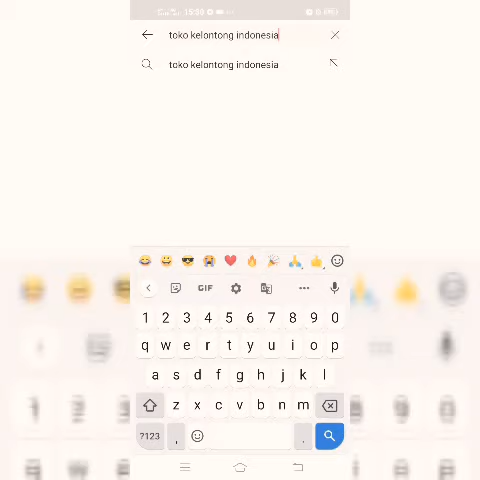 15:39
toko kelontong indonesia
toko kelontong indonesia
GIF
1 2 3 4 5 6 7 8 9 0
q w e r t y u i o p
a s d f g h j k l
z x c v b n m
?123 , .